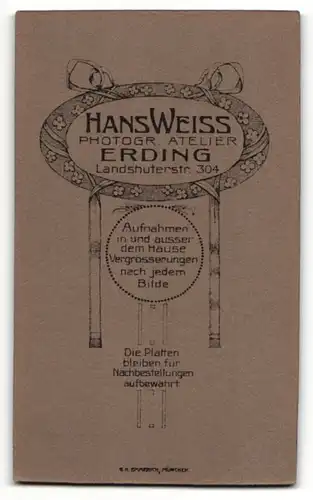 HANS WEISS
PHOTOGR. ATELIER
ERDING
Landshuterstr. 304
Aufnahmen
in und ausser
dem Hause
Vergrösserungen
nach jedem
Bilde
Die Platten
bleiben für
Nachbestellungen
aufbewahrt
MÜNCHEN